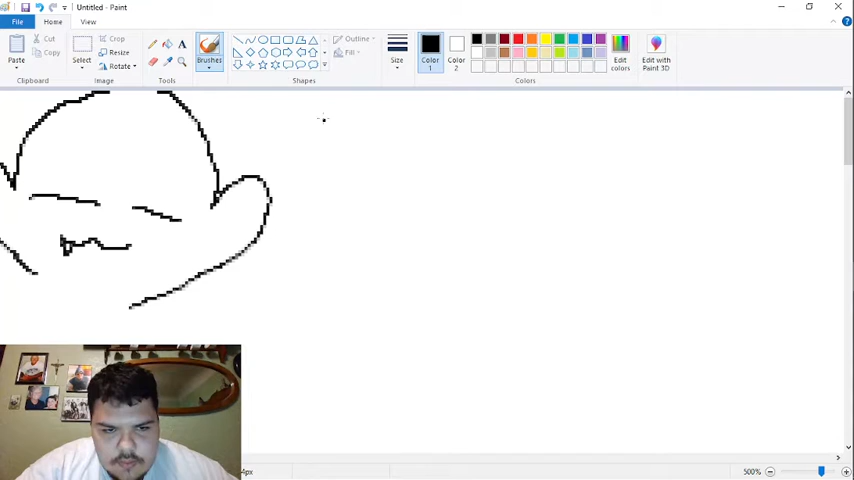 Untitled - Paint
File Home View
Paste
Cut
Copy
Clipboard
Select
Crop
Resize
Rotate
Image
A
Tools
Brushes
Outline
Fill
Shapes
Size
Color 1
Color 2
Edit colors
Colors
Edit with Paint 3D
4px
500%